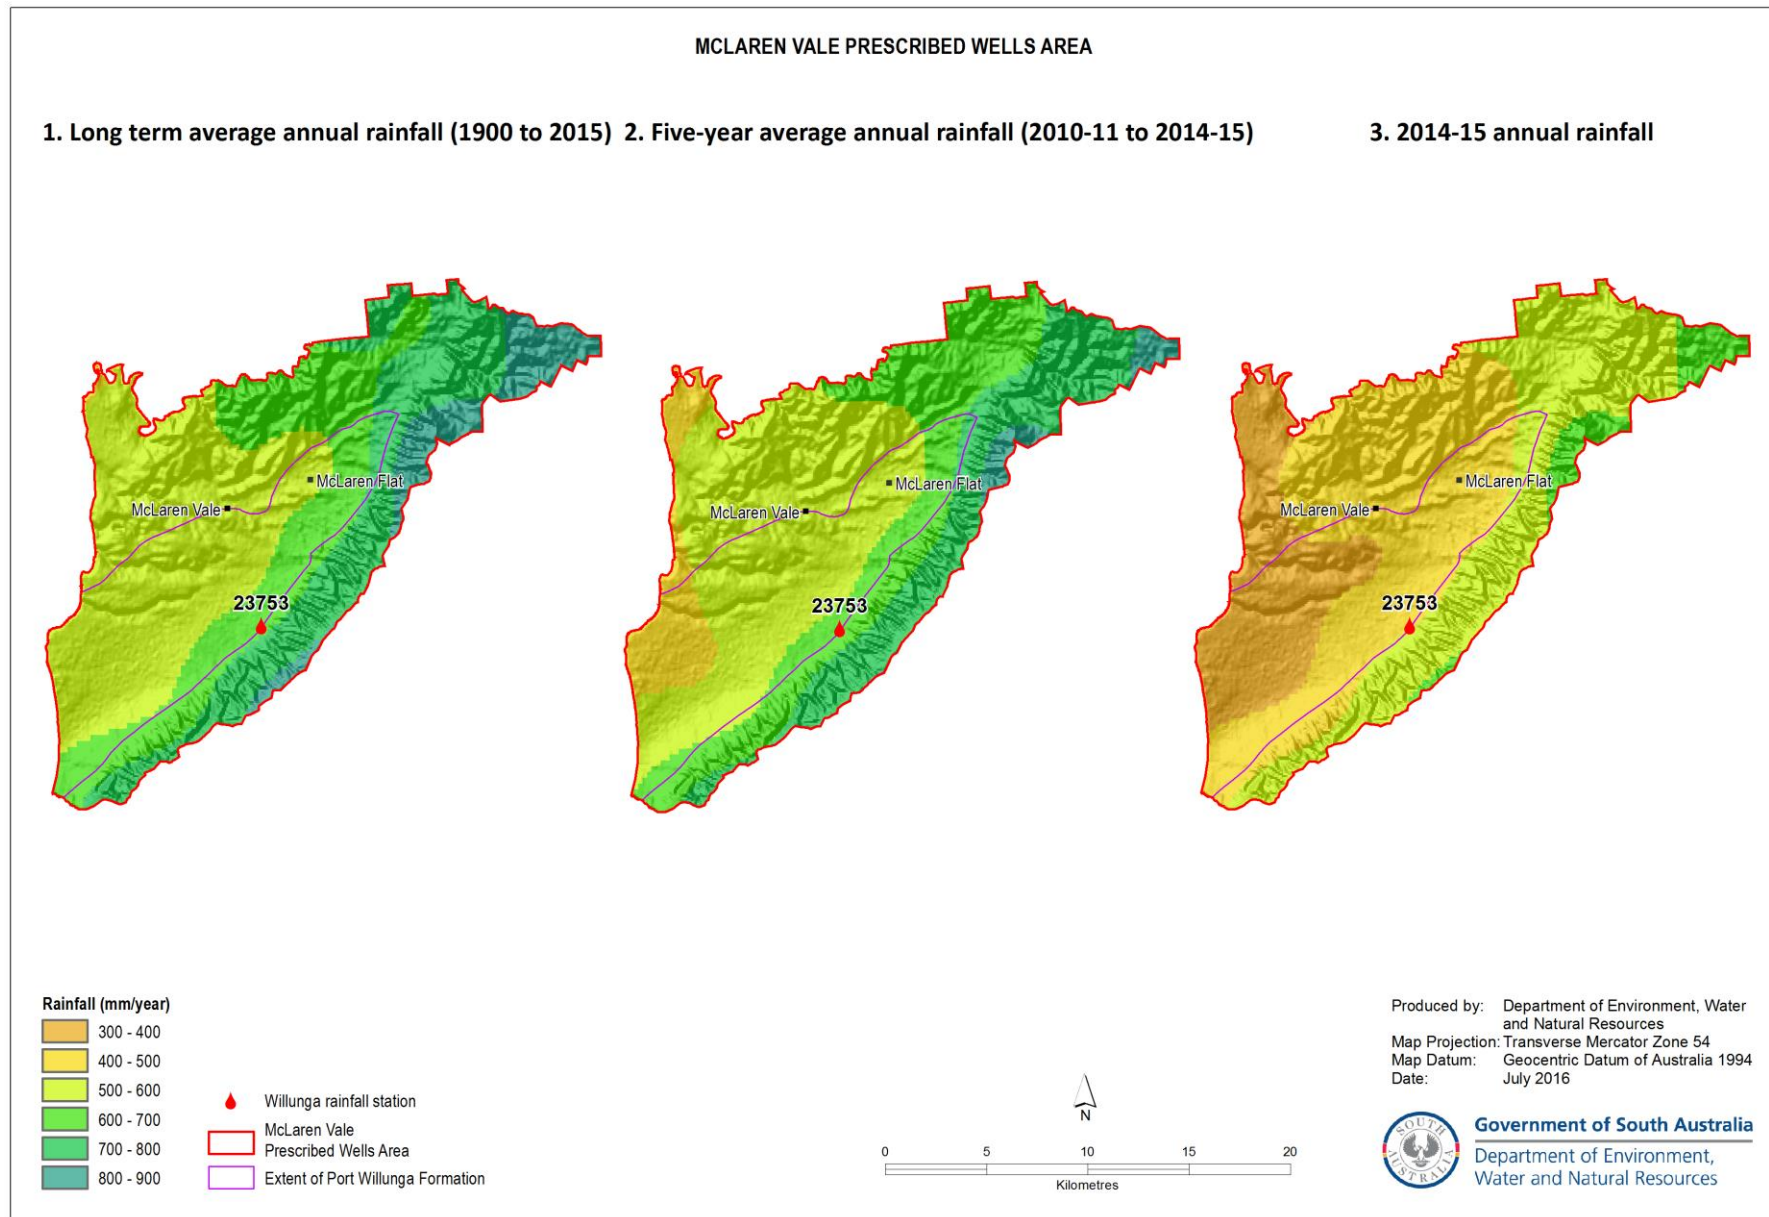 MCLAREN VALE PRESCRIBED WELLS AREA
1. Long term average annual rainfall (1900 to 2015)
2. Five-year average annual rainfall (2010-11 to 2014-15)
3. 2014-15 annual rainfall
McLaren Flat
McLaren Vale
23753
McLaren Flat
McLaren Vale
23753
McLaren Flat
McLaren Vale
23753
Rainfall (mm/year)
300 - 400
400 - 500
500 - 600
600 - 700
700 - 800
800 - 900
Willunga rainfall station
McLaren Vale
Prescribed Wells Area
Extent of Port Willunga Formation
N
0 5 10 15 20
Kilometres
Produced by: Department of Environment, Water
and Natural Resources
Map Projection: Transverse Mercator Zone 54
Map Datum: Geocentric Datum of Australia 1994
Date: July 2016
SOUTH AUSTRALIA
Government of South Australia
Department of Environment,
Water and Natural Resources